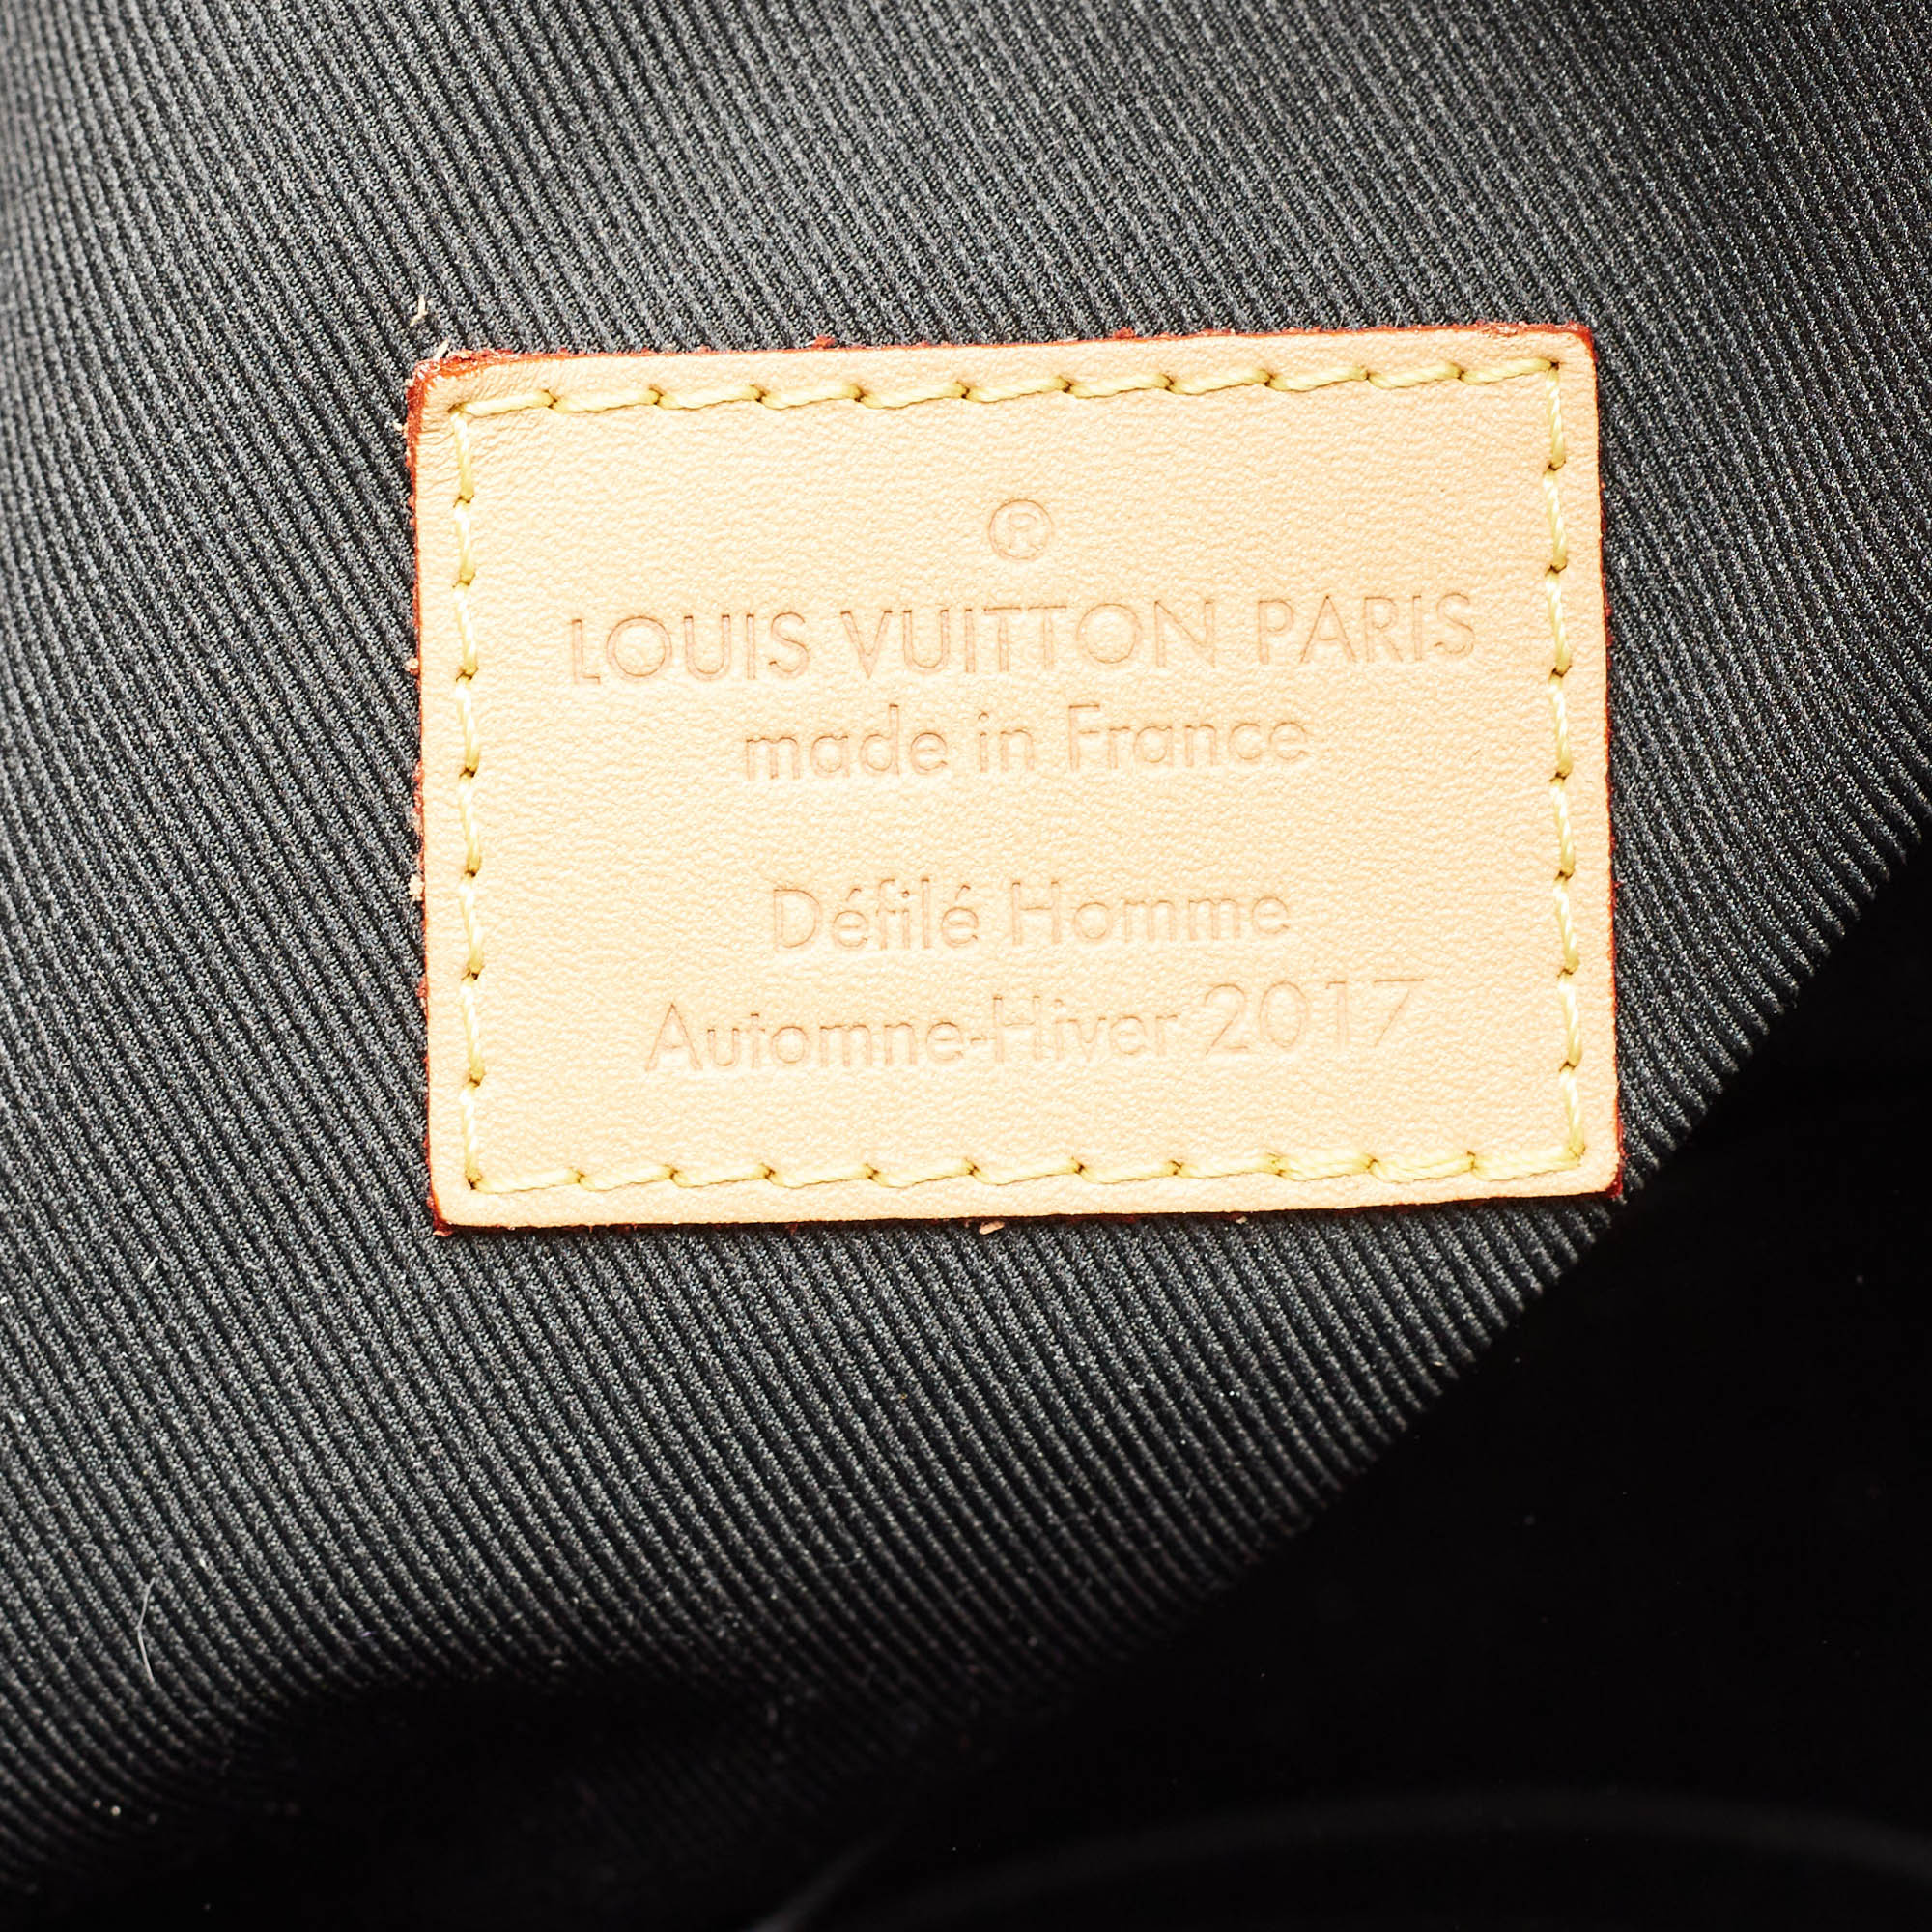 ®
LOUIS VUITTON PARIS
made in France
Défilé Homme
Automne-Hiver 2017